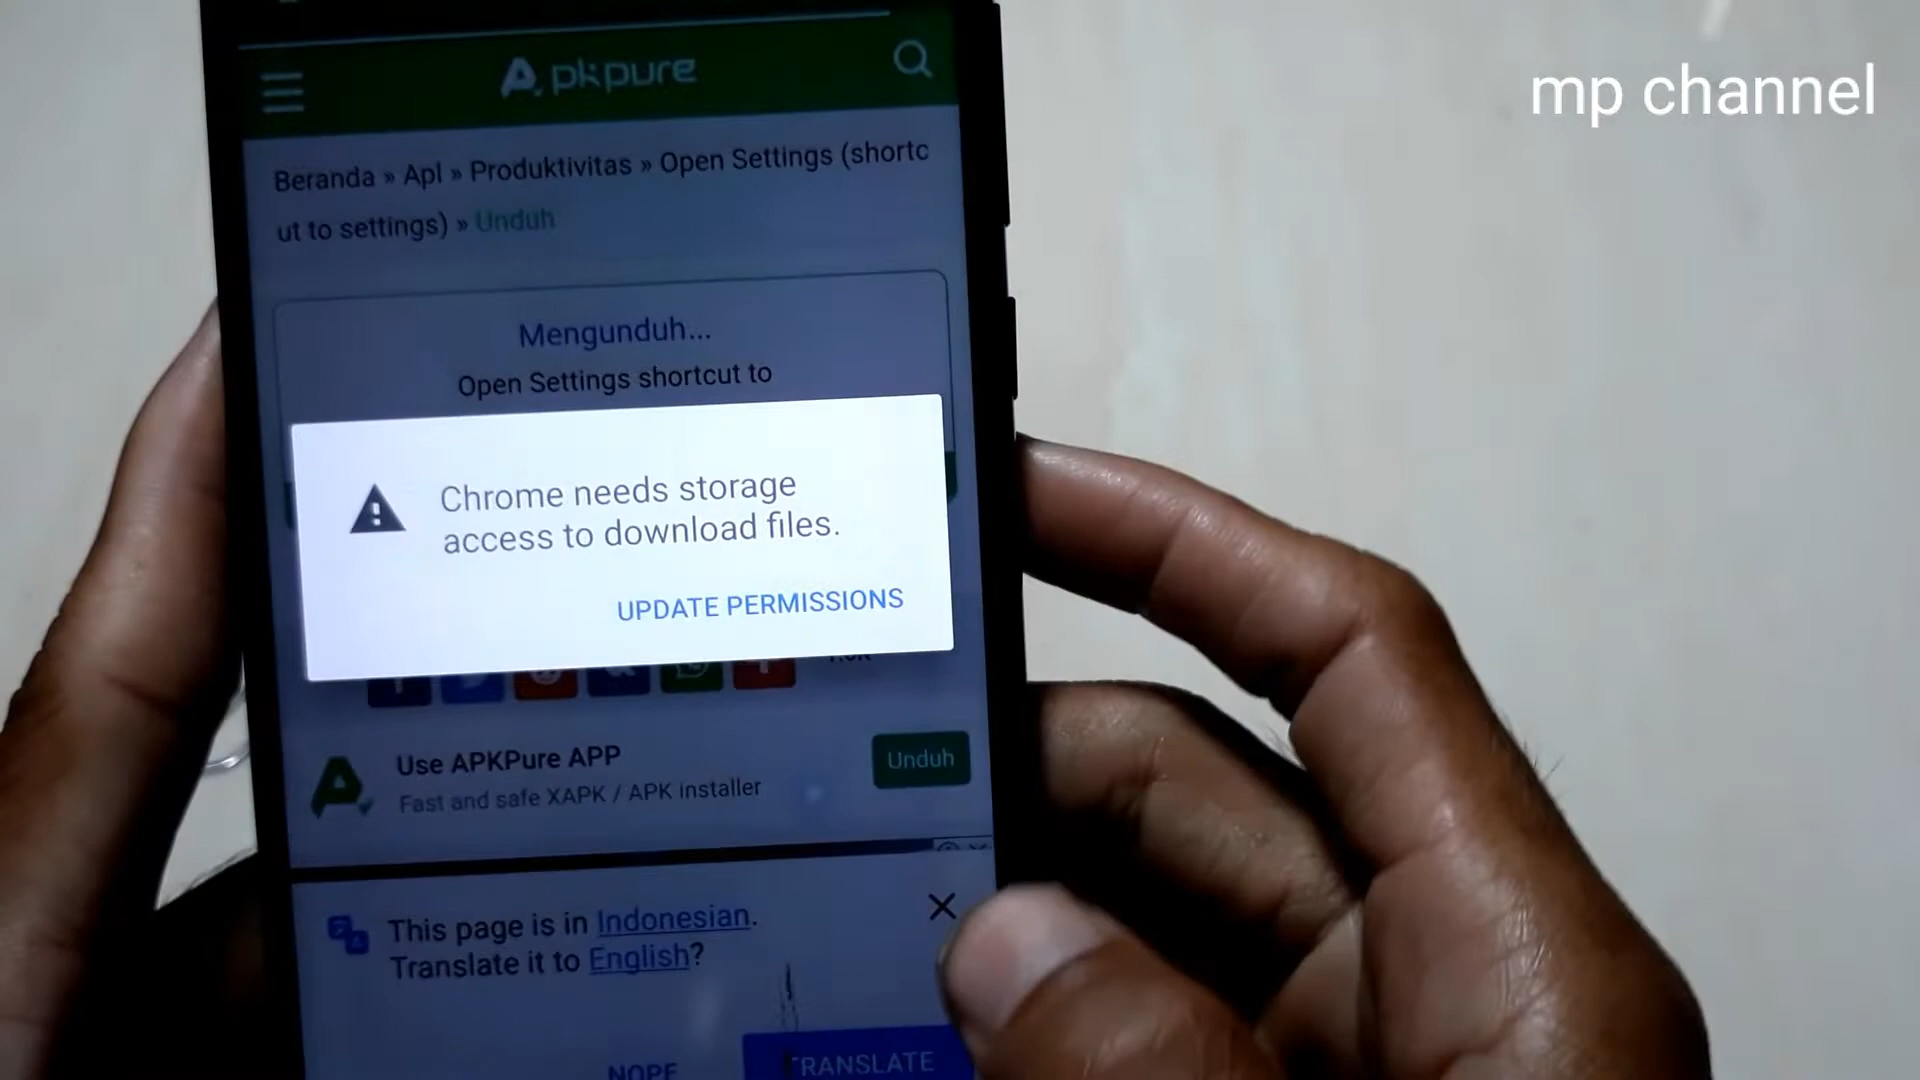 Apkpure
mp channel
Beranda » Apl » Produktivitas » Open Settings (shortc
ut to settings) » Unduh
Mengunduh...
Open Settings shortcut to
Chrome needs storage
access to download files.
UPDATE PERMISSIONS
Use APKPure APP
Fast and safe XAPK / APK installer
Unduh
This page is in Indonesian.
Translate it to English?
NOPE
TRANSLATE